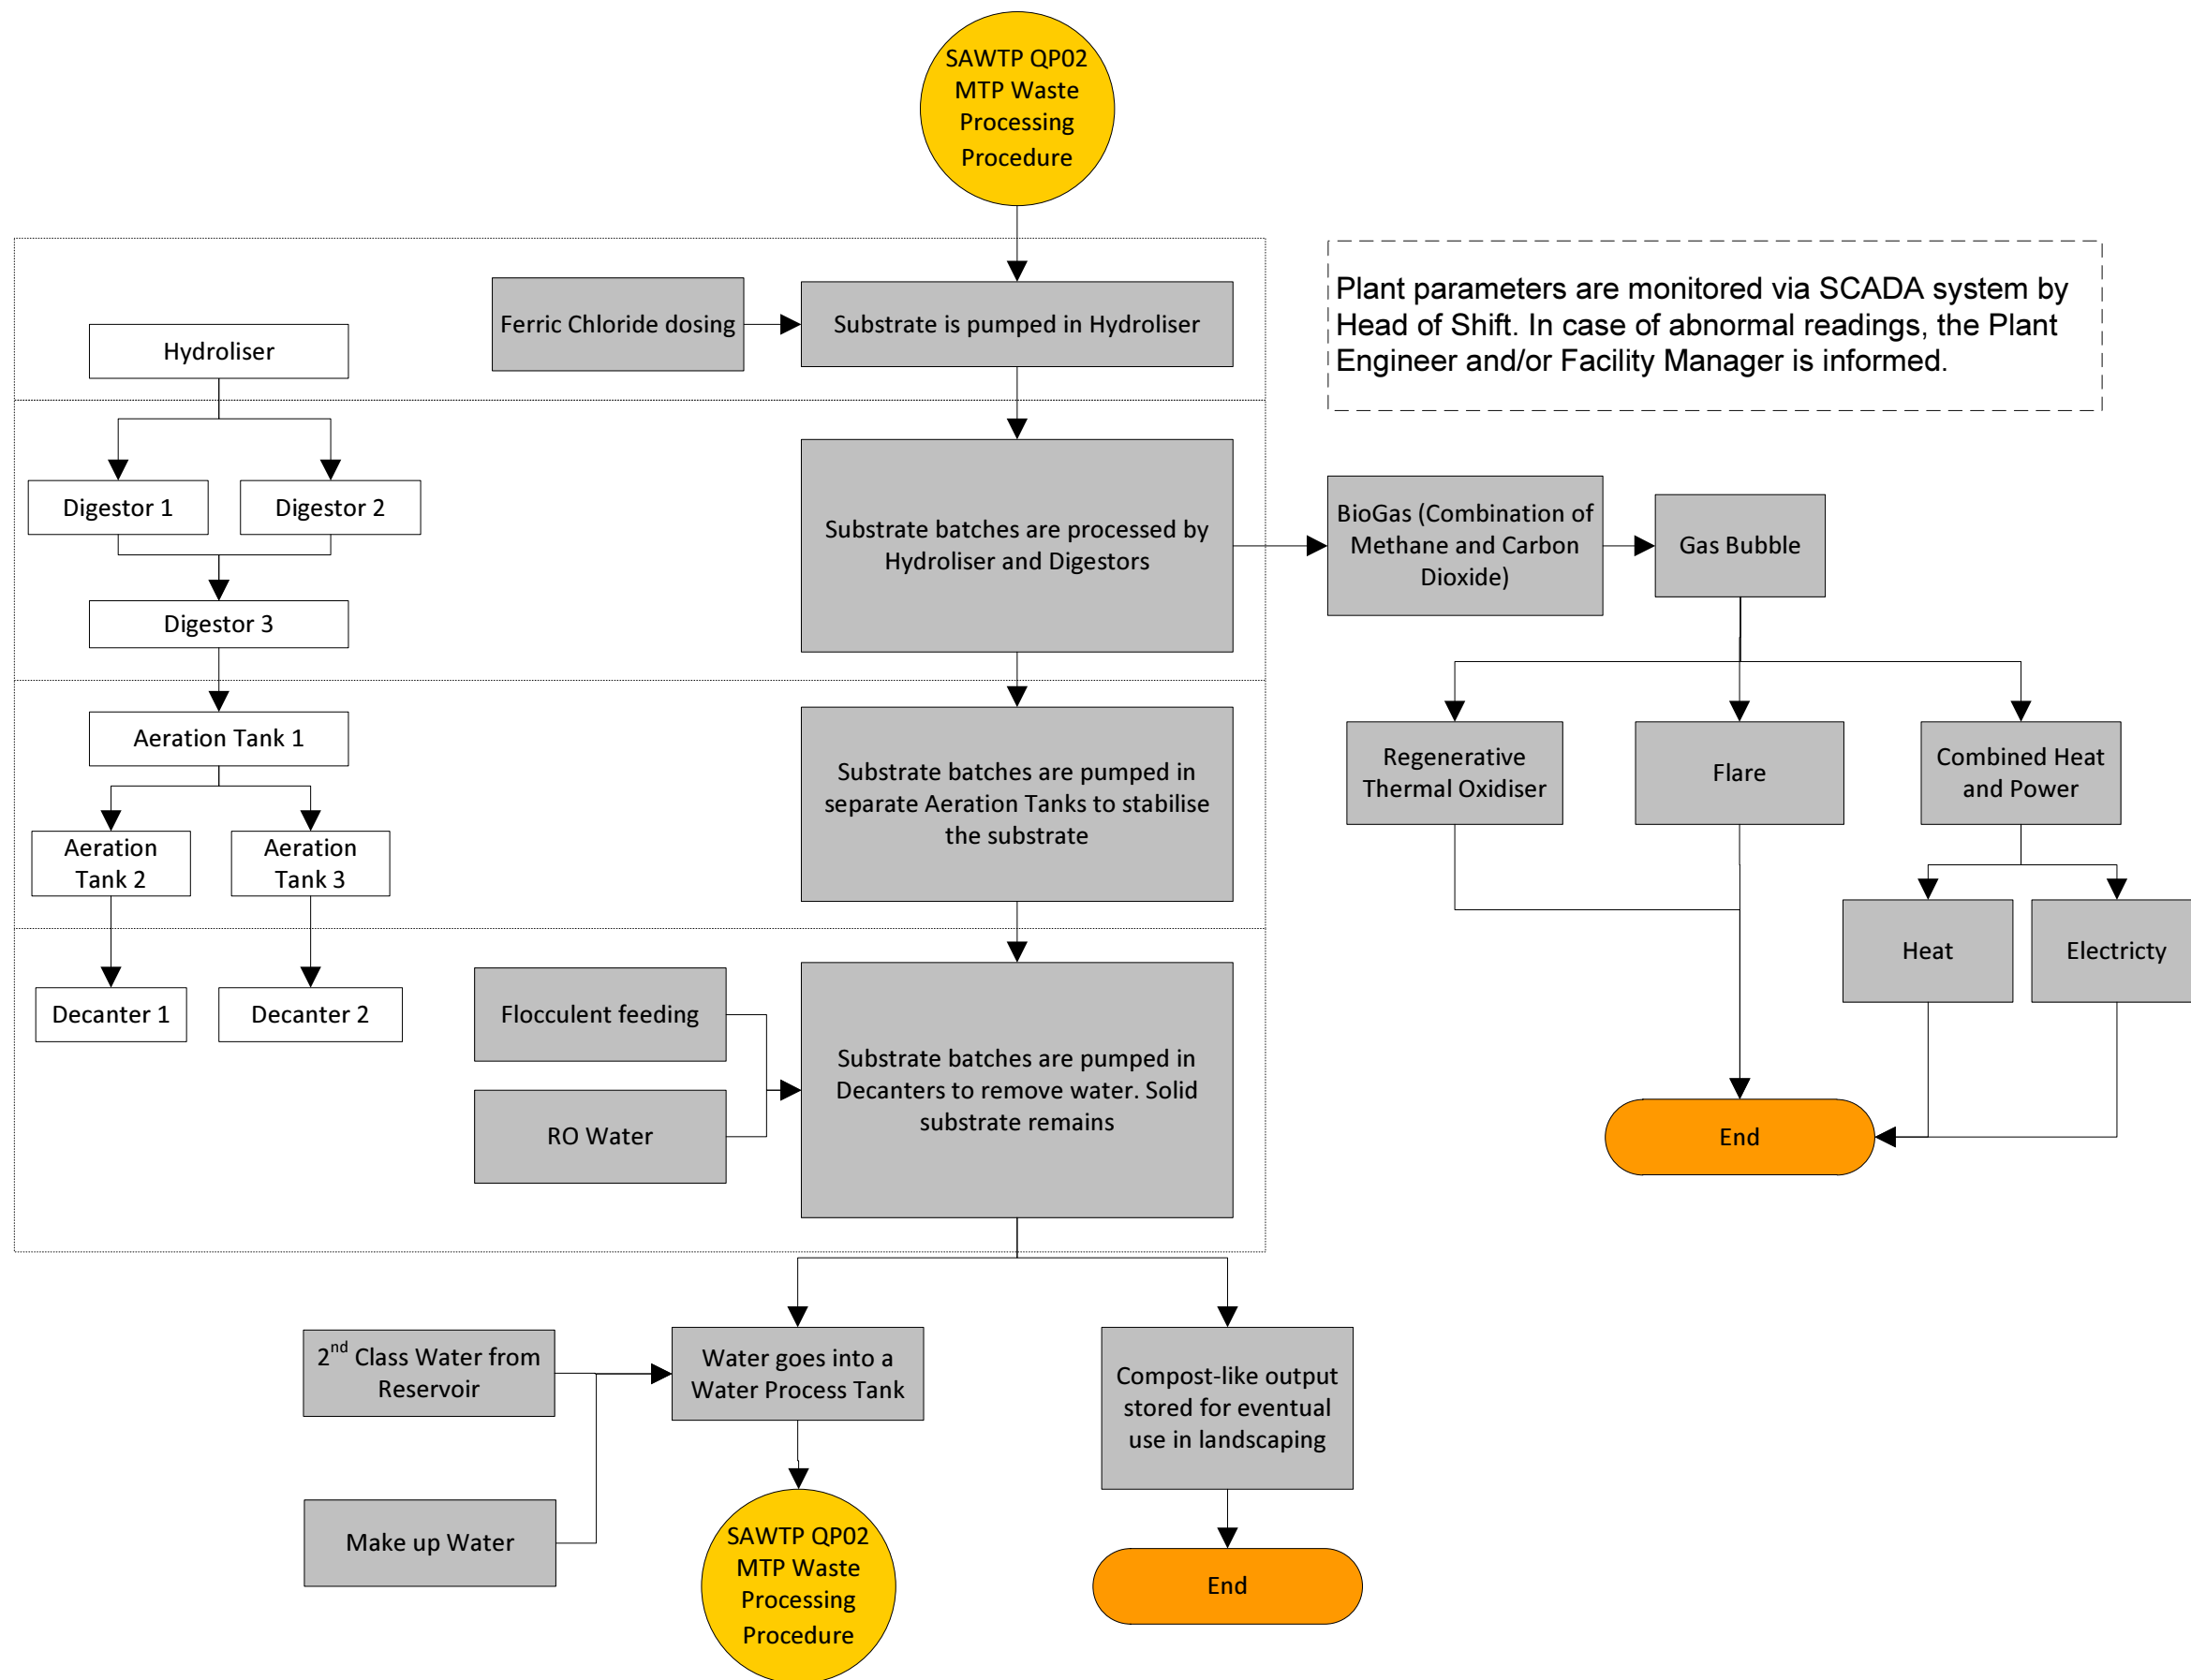 SAWTP QP02
MTP Waste
Processing
Procedure
Ferric Chloride dosing
Substrate is pumped in Hydroliser
Plant parameters are monitored via SCADA system by
Head of Shift. In case of abnormal readings, the Plant
Engineer and/or Facility Manager is informed.
Hydroliser
Digestor 1
Digestor 2
Digestor 3
Substrate batches are processed by
Hydroliser and Digestors
BioGas (Combination of
Methane and Carbon
Dioxide)
Gas Bubble
Aeration Tank 1
Aeration
Tank 2
Aeration
Tank 3
Substrate batches are pumped in
separate Aeration Tanks to stabilise
the substrate
Regenerative
Thermal Oxidiser
Flare
Combined Heat
and Power
Heat
Electricty
Decanter 1
Decanter 2
Flocculent feeding
RO Water
Substrate batches are pumped in
Decanters to remove water. Solid
substrate remains
End
2nd Class Water from
Reservoir
Make up Water
Water goes into a
Water Process Tank
Compost-like output
stored for eventual
use in landscaping
SAWTP QP02
MTP Waste
Processing
Procedure
End